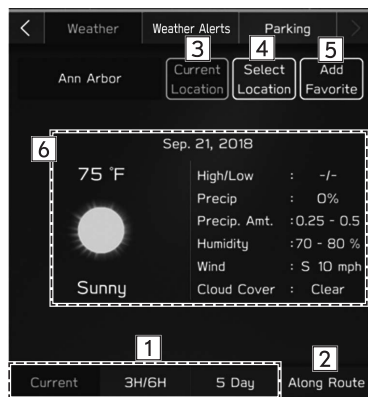 Weather Weather Alerts Parking
3 4 5
Ann Arbor
Current Location
Select Location
Add Favorite
6
Sep. 21, 2018
75 °F
Sunny
High/Low : -/-
Precip : 0%
Precip. Amt. :0.25 - 0.5
Humidity :70 - 80 %
Wind : S 10 mph
Cloud Cover : Clear
1
2
Current 3H/6H 5 Day Along Route